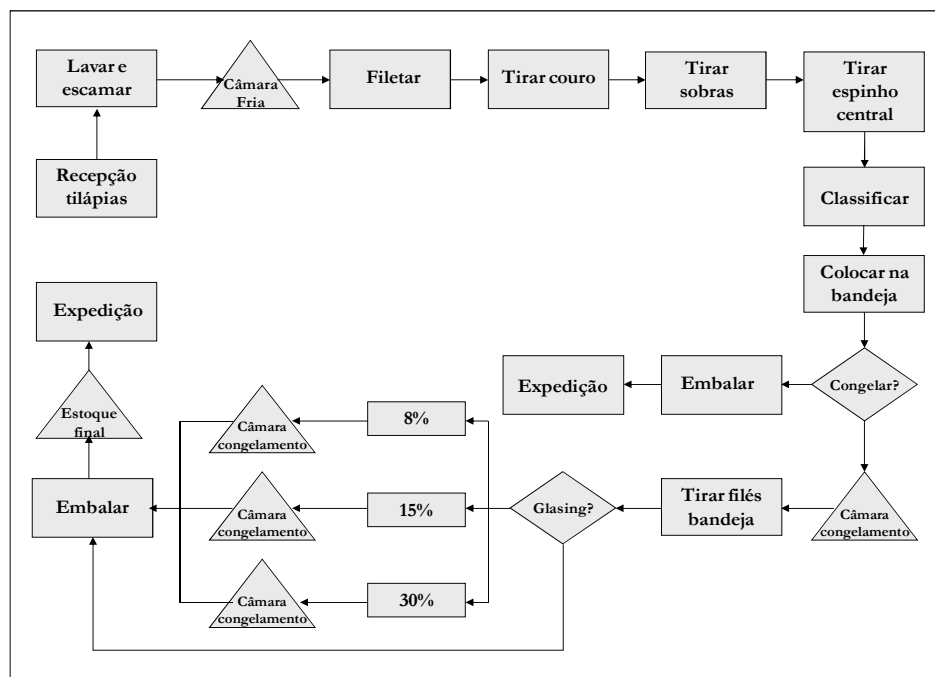 Lavar e
escamar
Câmara
Fria
Filetar
Tirar couro
Tirar
sobras
Tirar
espinho
central
Recepção
tilápias
Classificar
Colocar na
bandeja
Congelar?
Embalar
Expedição
Câmara
congelamento
Tirar filés
bandeja
Glasing?
8%
15%
30%
Câmara
congelamento
Câmara
congelamento
Câmara
congelamento
Embalar
Estoque
final
Expedição